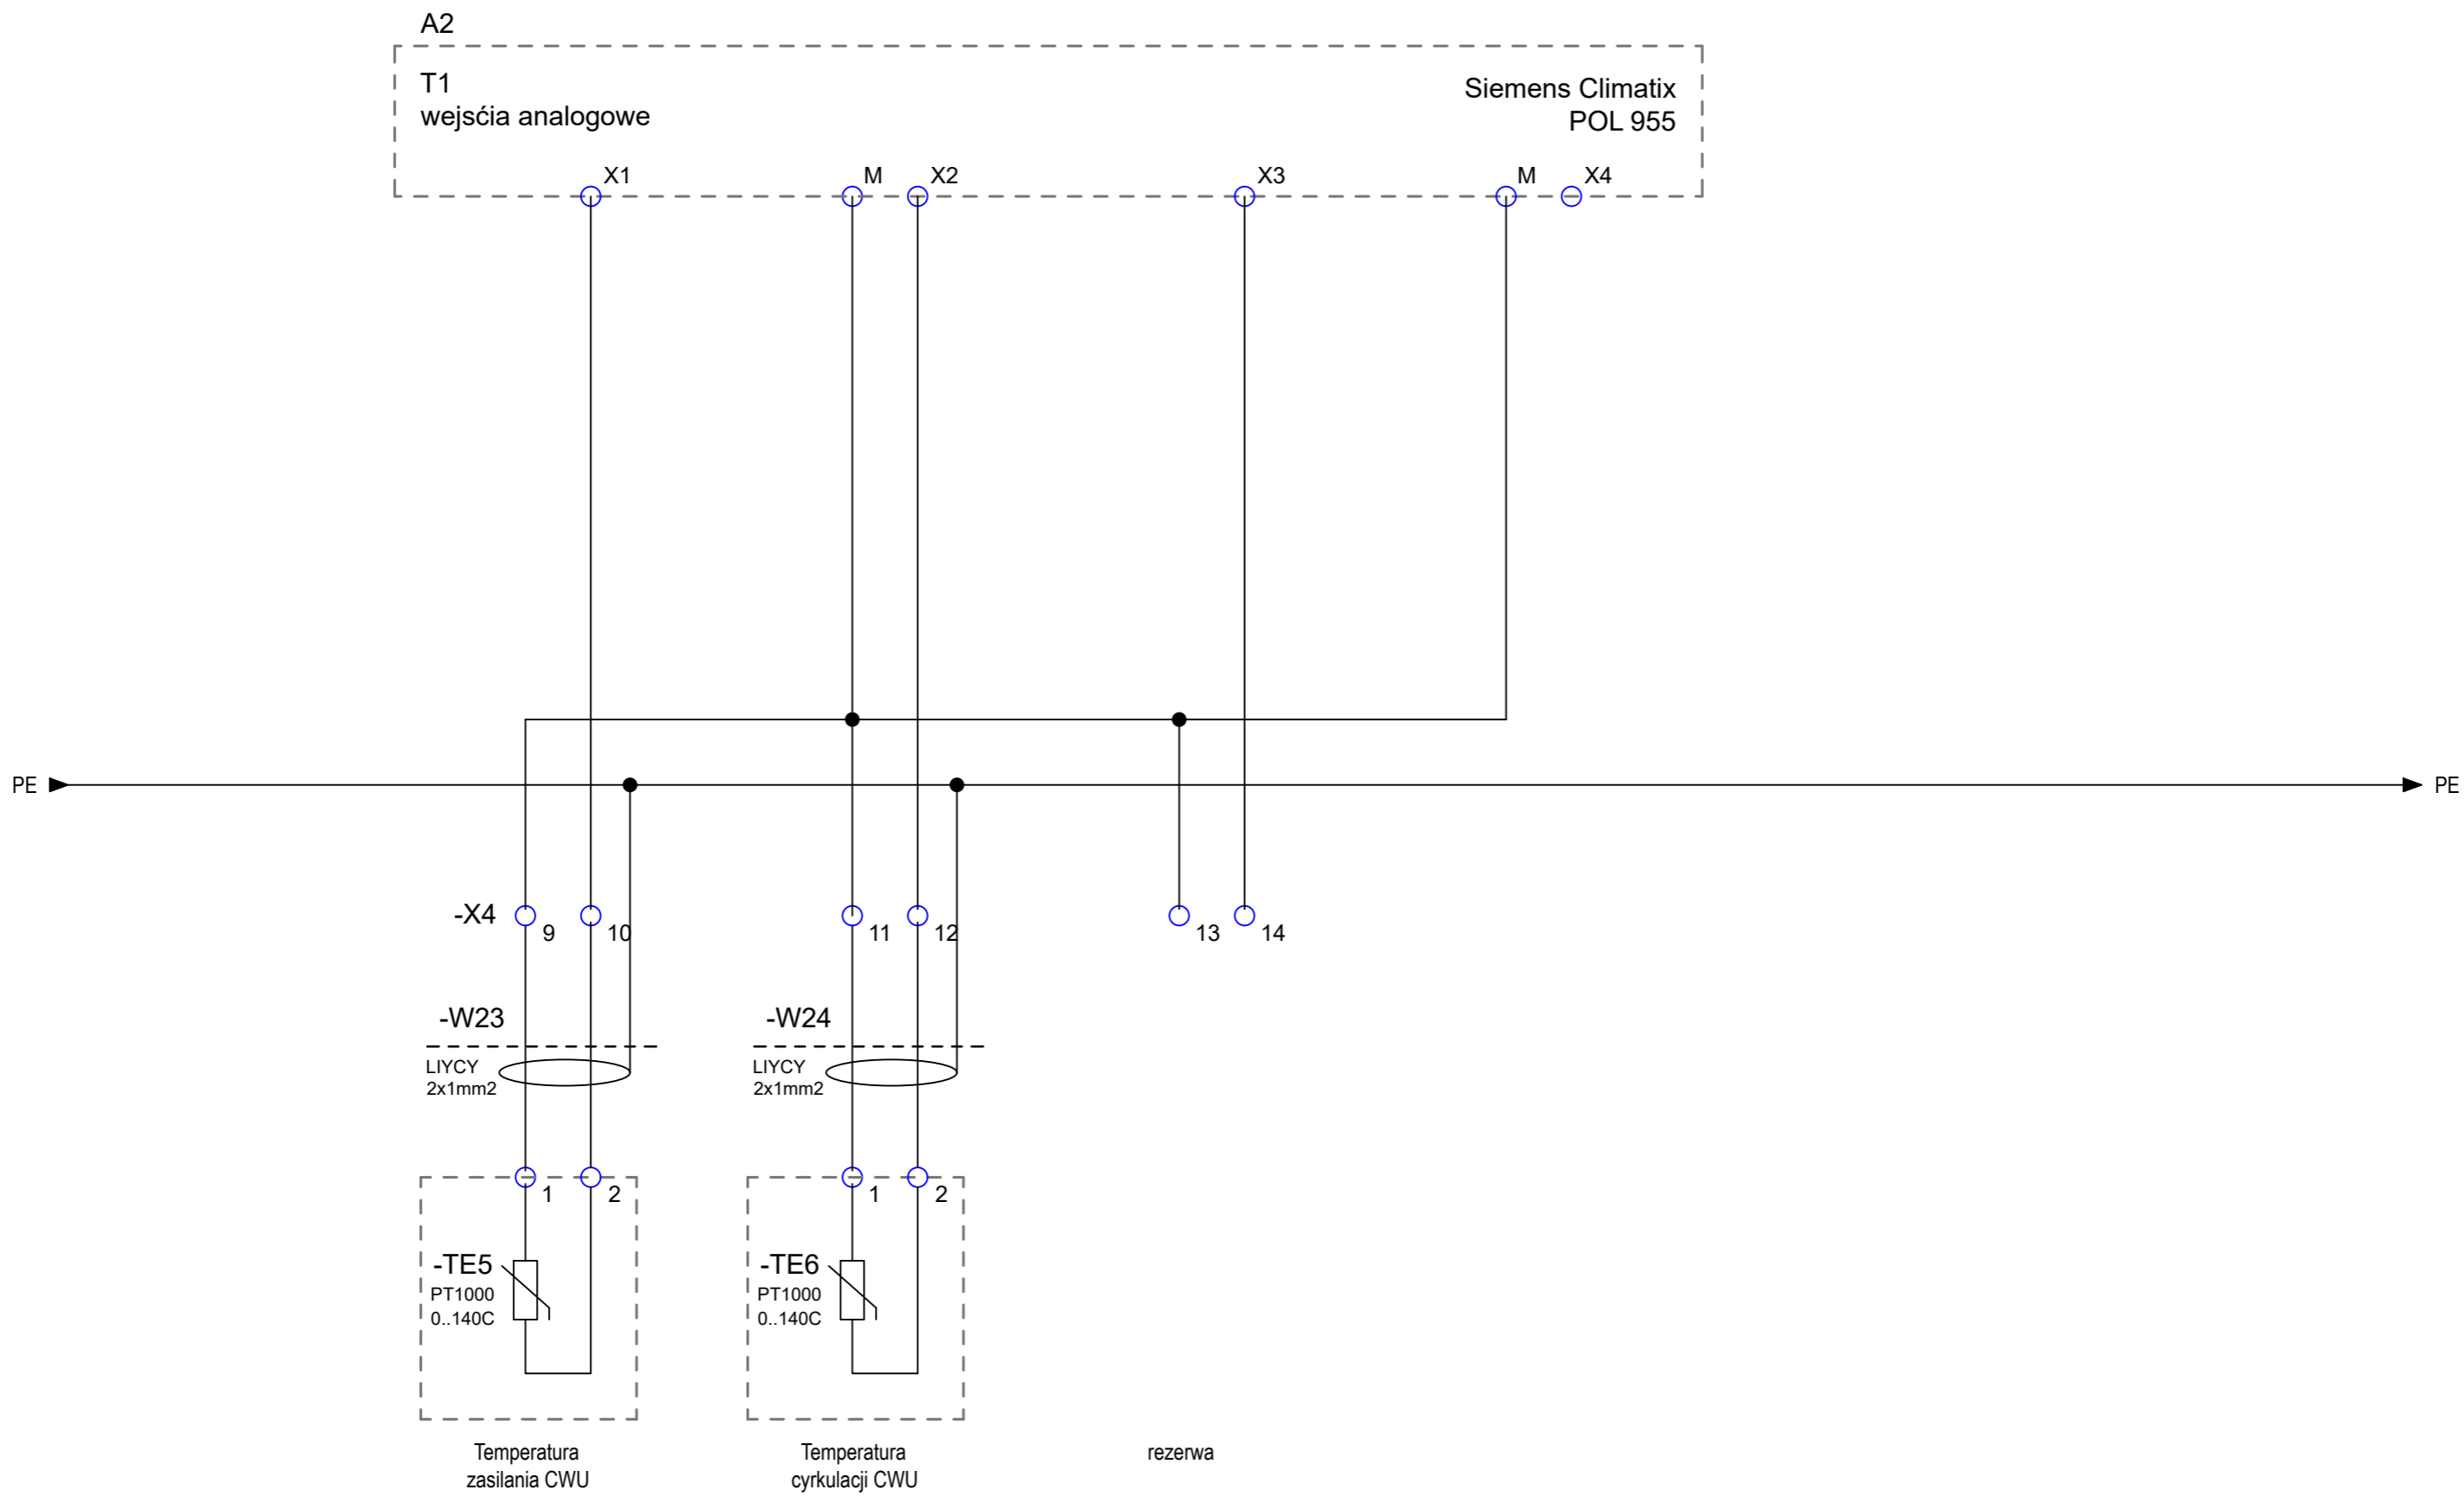 A2
T1
wejsćia analogowe
Siemens Climatix
POL 955
X1
M
X2
X3
M
X4
PE
PE
-X4
9
10
11
12
13
14
-W23
LIYCY
2x1mm2
-W24
LIYCY
2x1mm2
1
2
1
2
-TE5
PT1000
0..140C
-TE6
PT1000
0..140C
Temperatura
zasilania CWU
Temperatura
cyrkulacji CWU
rezerwa